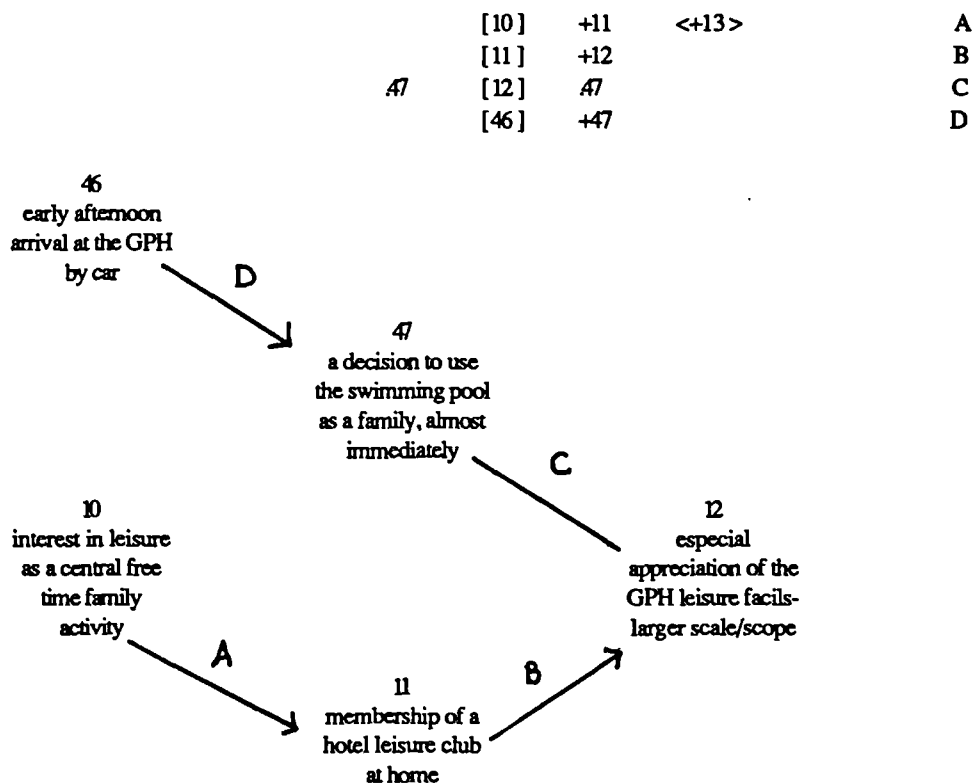 [10] +11 <+13> A
[11] +12 B
.47 [12] .47 C
[46] +47 D
46
early afternoon
arrival at the GPH
by car
D
47
a decision to use
the swimming pool
as a family, almost
immediately
C
10
interest in leisure
as a central free
time family
activity
12
especial
appreciation of the
GPH leisure facils-
larger scale/scope
A
B
11
membership of a
hotel leisure club
at home